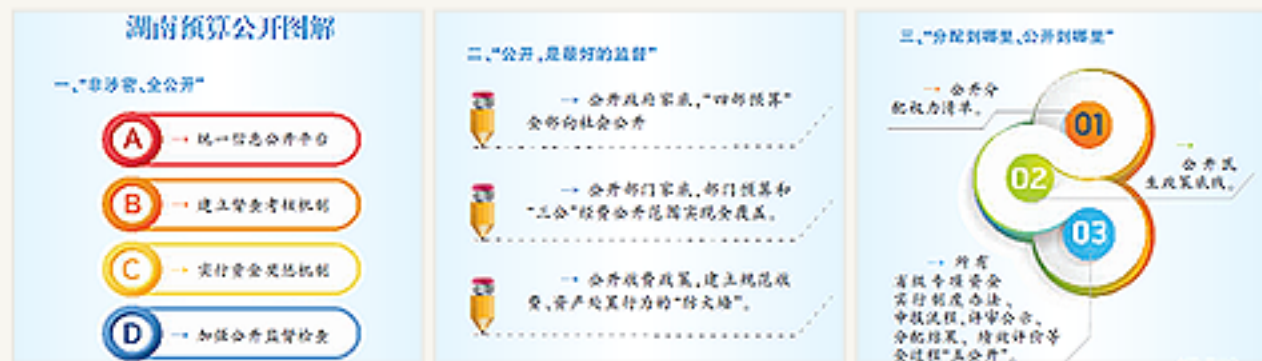 湖南预算公开图解
一、“非涉密、全公开”
A → 统一信息公开平台
B → 建立督查考核机制
C → 实行资金奖惩机制
D → 加强公开监督检查
二、“公开,是最好的监督”
→ 公开政府家底,“四部预算”
全部向社会公开
→ 公开部门家底,部门预算和
“三公”经费公开范围实现全覆盖。
→ 公开收费政策,建立规范收
费、资产处置行为的“防火墙”。
三、“分配到哪里,公开到哪里”
→ 公开分
配权力清单。
01
→
公开民
生政策底线。
02
03
→ 所有
省级专项资金
实行制度办法、
申报流程、评审公示、
分配结果、绩效评价等
全过程“五公开”。